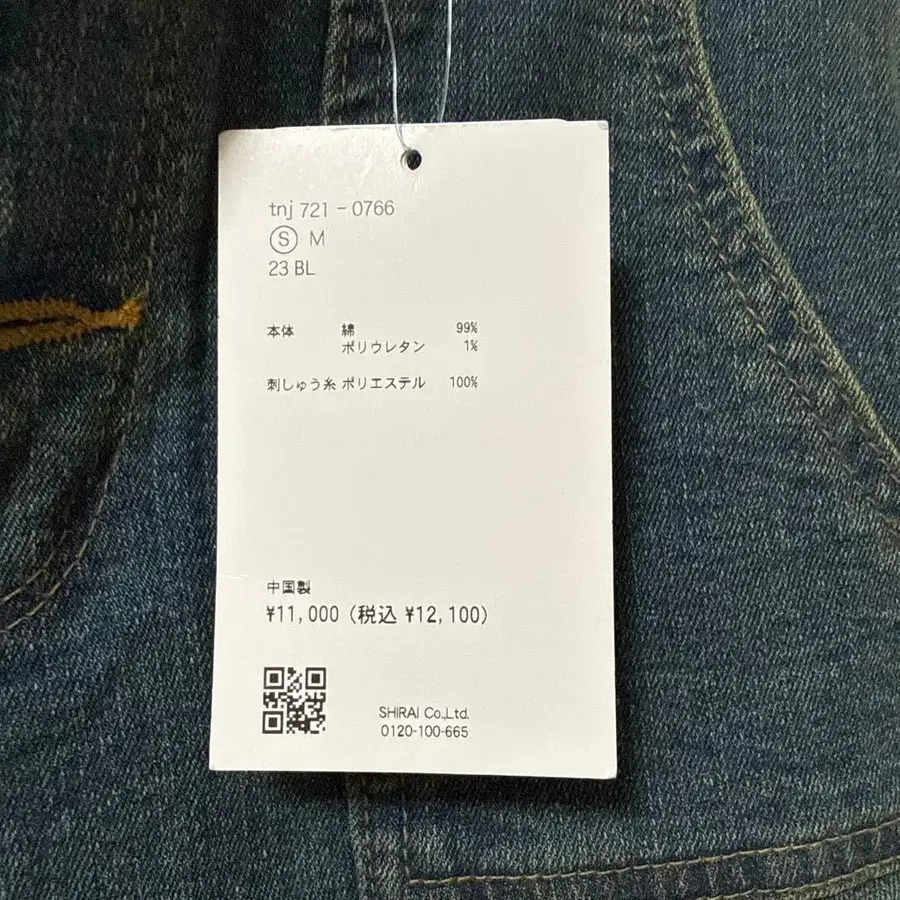 tnj 721-0766
Ⓢ M
23 BL
本体 綿 99%
ポリウレタン 1%
刺しゅう糸 ポリエステル 100%
中国製
¥11,000 (税込 ¥12,100)
SHIRAI Co.,Ltd.
0120-100-665